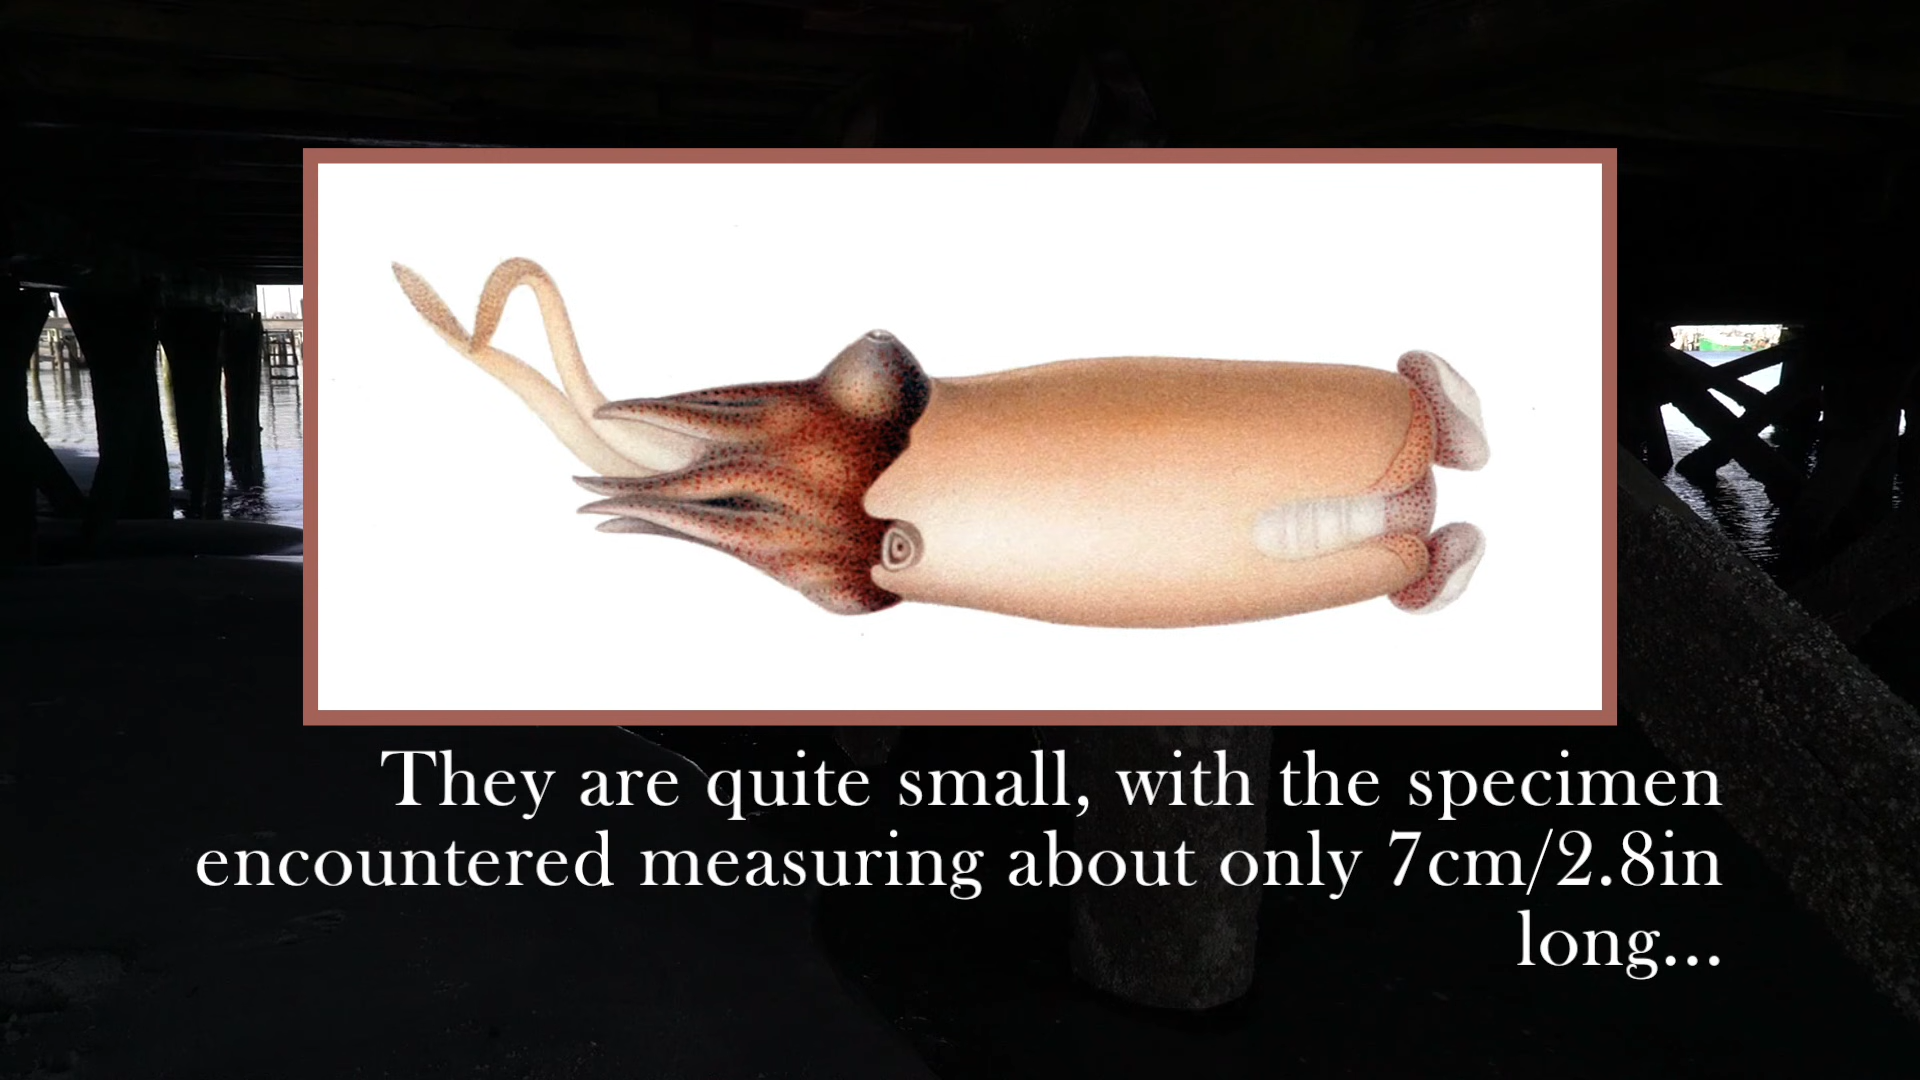 They are quite small, with the specimen
encountered measuring about only 7cm/2.8in
long...